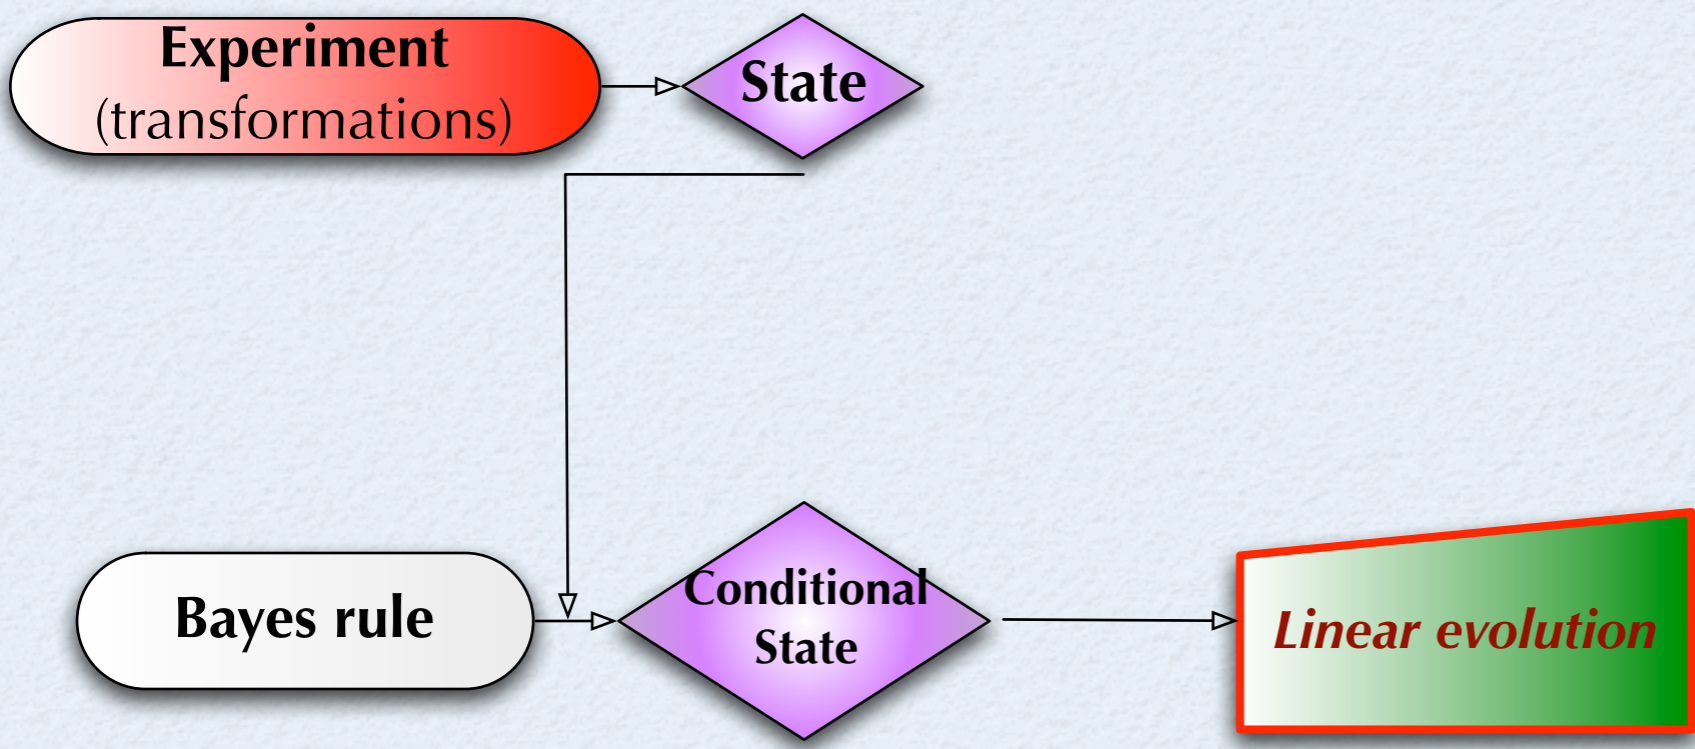 Experiment
(transformations)
State
Bayes rule
Conditional
State
Linear evolution